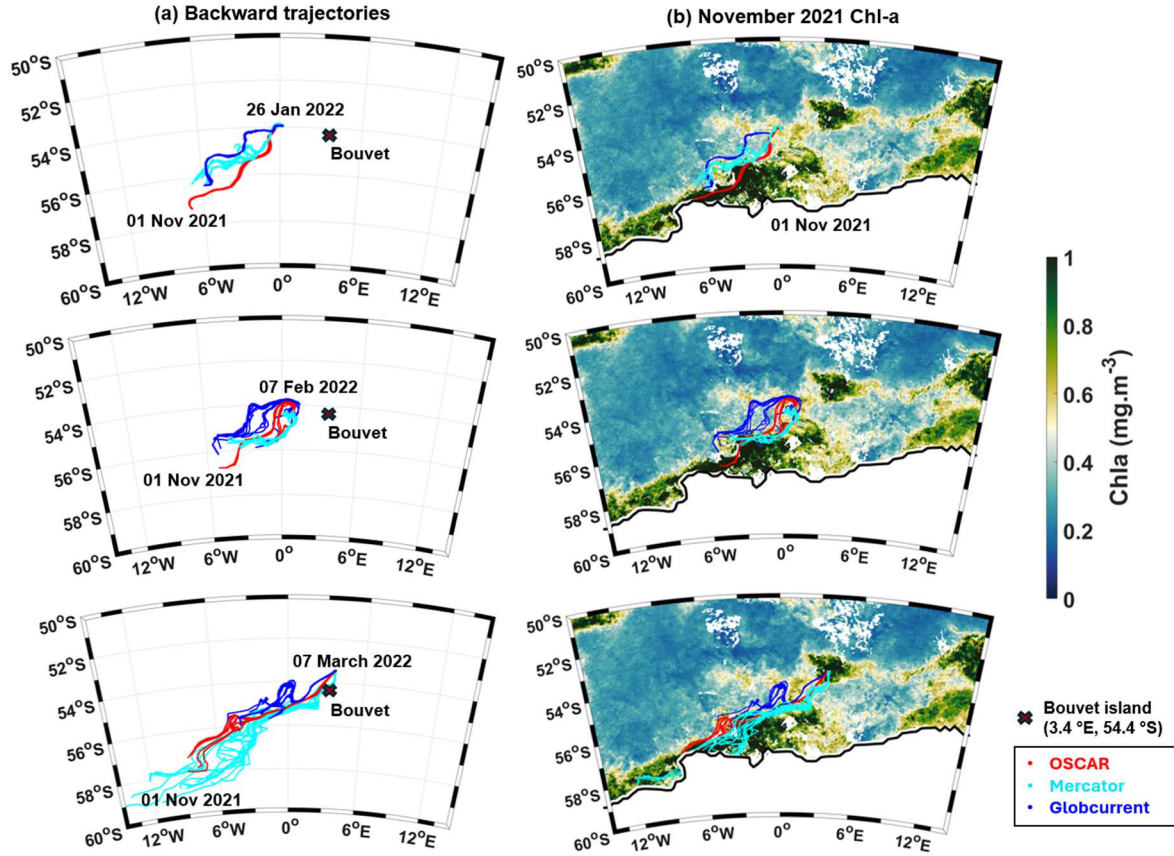 (a) Backward trajectories
(b) November 2021 Chl-a
50°S
52°S
54°S
56°S
58°S
60°S
12°W
6°W
0°
6°E
12°E
26 Jan 2022
Bouvet
01 Nov 2021
50°S
52°S
54°S
56°S
58°S
60°S
12°W
6°W
0°
6°E
12°E
01 Nov 2021
50°S
52°S
54°S
56°S
58°S
60°S
12°W
6°W
0°
6°E
12°E
07 Feb 2022
Bouvet
01 Nov 2021
50°S
52°S
54°S
56°S
58°S
60°S
12°W
6°W
0°
6°E
12°E
50°S
52°S
54°S
56°S
58°S
60°S
12°W
6°W
0°
6°E
12°E
07 March 2022
Bouvet
01 Nov 2021
50°S
52°S
54°S
56°S
58°S
60°S
12°W
6°W
0°
6°E
12°E
1
0.8
0.6
0.4
0.2
0
Chla (mg.m⁻³)
Bouvet island
(3.4 °E, 54.4 °S)
OSCAR
Mercator
Globcurrent